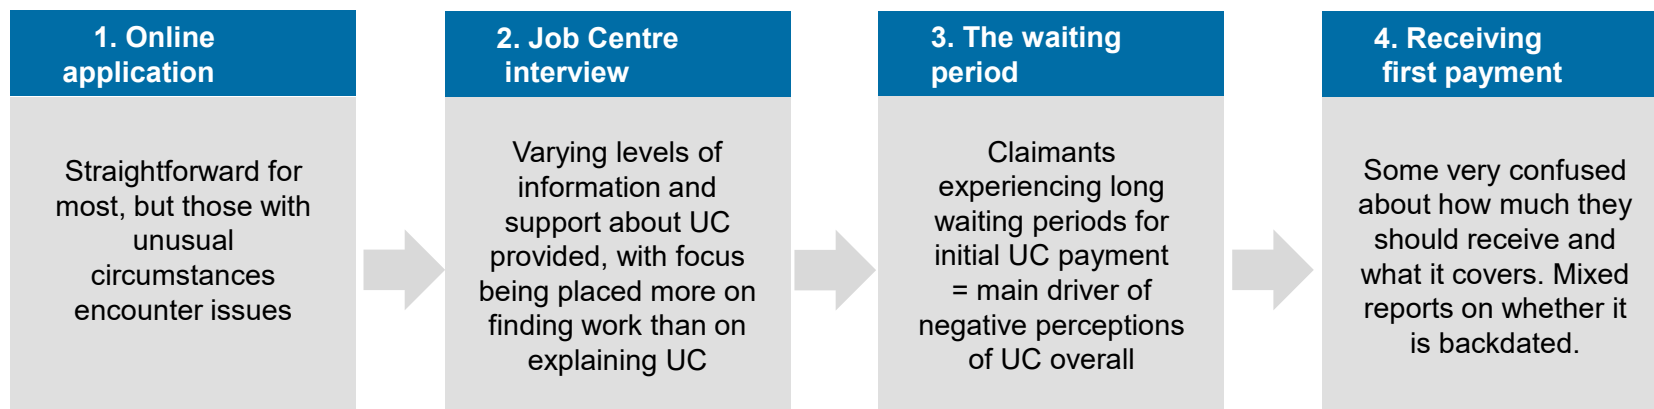 1. Online
application
Straightforward for
most, but those with
unusual
circumstances
encounter issues
2. Job Centre
interview
Varying levels of
information and
support about UC
provided, with focus
being placed more on
finding work than on
explaining UC
3. The waiting
period
Claimants
experiencing long
waiting periods for
initial UC payment
= main driver of
negative perceptions
of UC overall
4. Receiving
first payment
Some very confused
about how much they
should receive and
what it covers. Mixed
reports on whether it
is backdated.